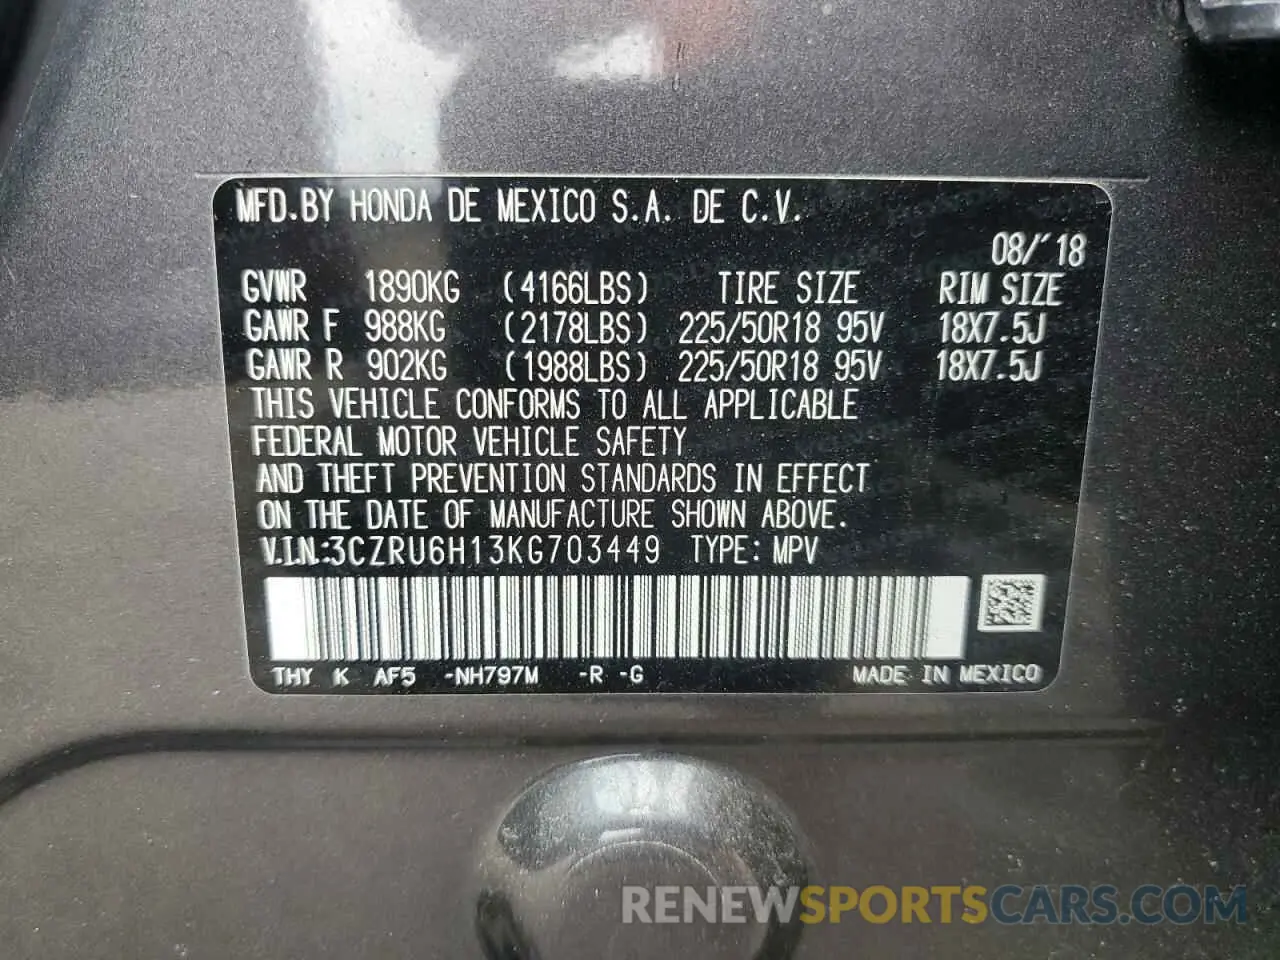 MFD.BY HONDA DE MEXICO S.A. DE C.V.
08/'18
GVWR 1890KG (4166LBS) TIRE SIZE RIM SIZE
GAWR F 988KG (2178LBS) 225/50R18 95V 18X7.5J
GAWR R 902KG (1988LBS) 225/50R18 95V 18X7.5J
THIS VEHICLE CONFORMS TO ALL APPLICABLE
FEDERAL MOTOR VEHICLE SAFETY
AND THEFT PREVENTION STANDARDS IN EFFECT
ON THE DATE OF MANUFACTURE SHOWN ABOVE.
V.I.N.:3CZRU6H13KG703449 TYPE: MPV
THY K AF5 -NH797M -R -G MADE IN MEXICO
RENEWSPORTSCARS.COM